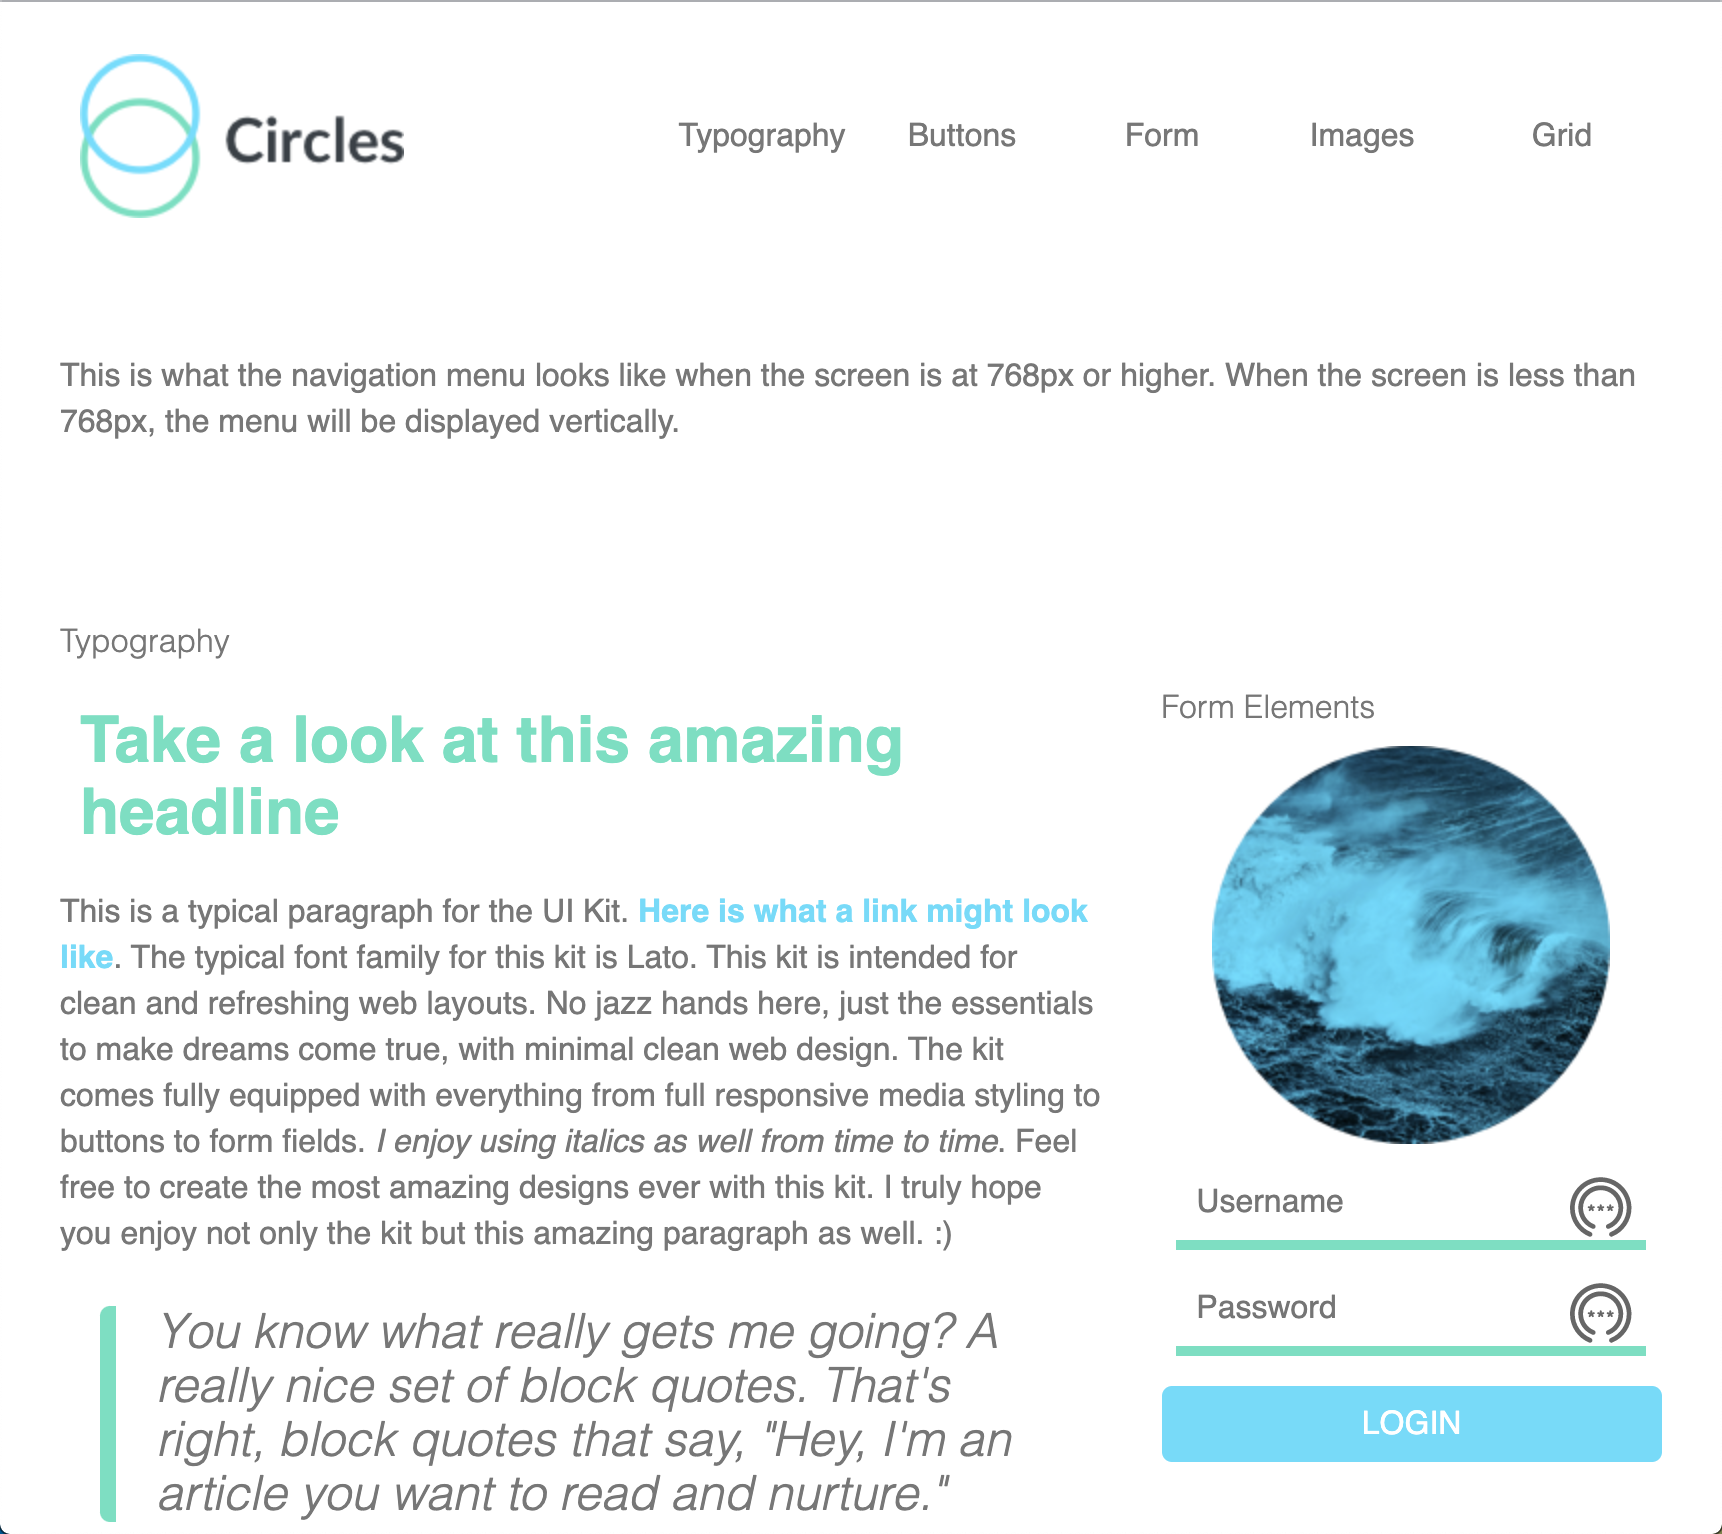 Circles
Typography Buttons Form Images Grid
This is what the navigation menu looks like when the screen is at 768px or higher. When the screen is less than
768px, the menu will be displayed vertically.
Typography
Take a look at this amazing
headline
This is a typical paragraph for the UI Kit. Here is what a link might look
like. The typical font family for this kit is Lato. This kit is intended for
clean and refreshing web layouts. No jazz hands here, just the essentials
to make dreams come true, with minimal clean web design. The kit
comes fully equipped with everything from full responsive media styling to
buttons to form fields. I enjoy using italics as well from time to time. Feel
free to create the most amazing designs ever with this kit. I truly hope
you enjoy not only the kit but this amazing paragraph as well. :)
You know what really gets me going? A
really nice set of block quotes. That's
right, block quotes that say, "Hey, I'm an
article you want to read and nurture."
Form Elements
Username
Password
LOGIN